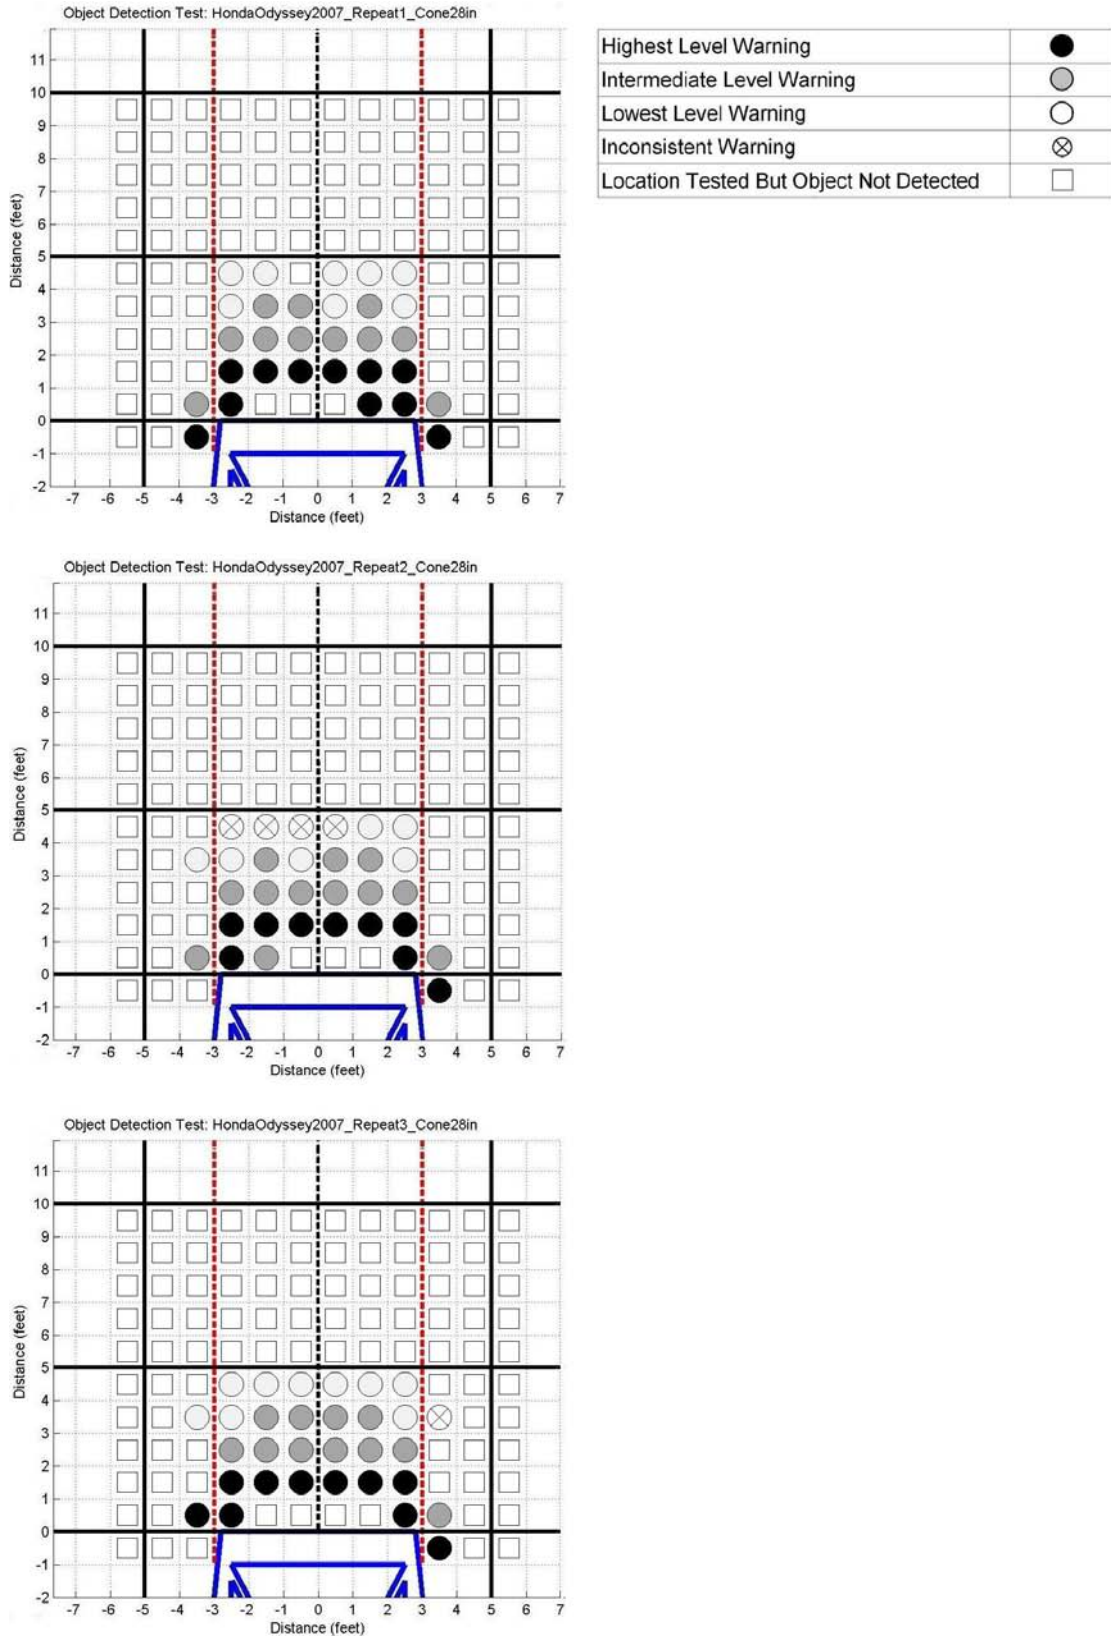 Object Detection Test: HondaOdyssey2007_Repeat1_Cone28in
Highest Level Warning
Intermediate Level Warning
Lowest Level Warning
Inconsistent Warning
Location Tested But Object Not Detected
Distance (feet)
11
10
9
8
7
6
5
4
3
2
1
0
-1
-2
-7 -6 -5 -4 -3 -2 -1 0 1 2 3 4 5 6 7
Distance (feet)
Object Detection Test: HondaOdyssey2007_Repeat2_Cone28in
Distance (feet)
11
10
9
8
7
6
5
4
3
2
1
0
-1
-2
-7 -6 -5 -4 -3 -2 -1 0 1 2 3 4 5 6 7
Distance (feet)
Object Detection Test: HondaOdyssey2007_Repeat3_Cone28in
Distance (feet)
11
10
9
8
7
6
5
4
3
2
1
0
-1
-2
-7 -6 -5 -4 -3 -2 -1 0 1 2 3 4 5 6 7
Distance (feet)